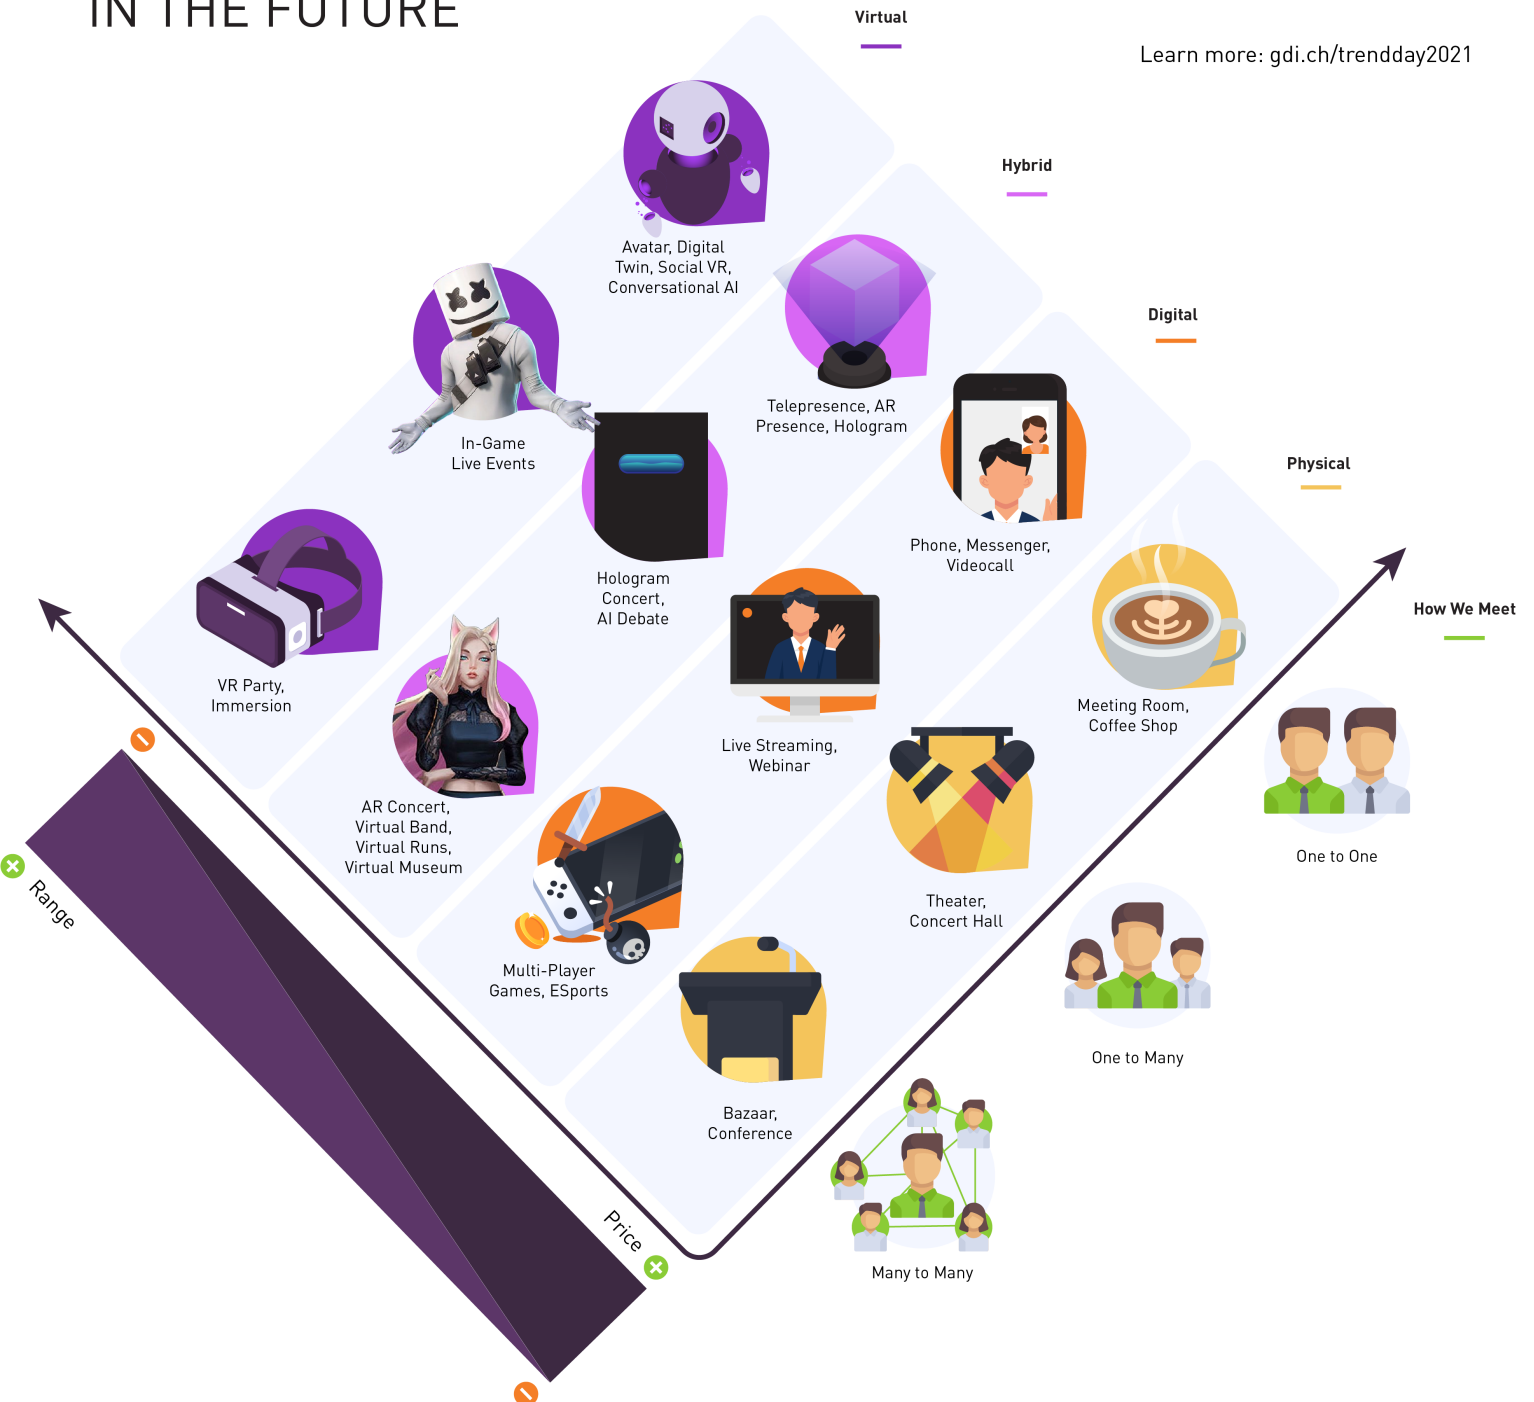 IN THE FUTURE
Virtual
Learn more: gdi.ch/trendday2021
Hybrid
Avatar, Digital
Twin, Social VR,
Conversational AI
Digital
Telepresence, AR
Presence, Hologram
In-Game
Live Events
Physical
Phone, Messenger,
Videocall
Hologram
Concert,
AI Debate
How We Meet
VR Party,
Immersion
Meeting Room,
Coffee Shop
Live Streaming,
Webinar
AR Concert,
Virtual Band,
Virtual Runs,
Virtual Museum
One to One
Range
Theater,
Concert Hall
Multi-Player
Games, ESports
One to Many
Bazaar,
Conference
Price
Many to Many